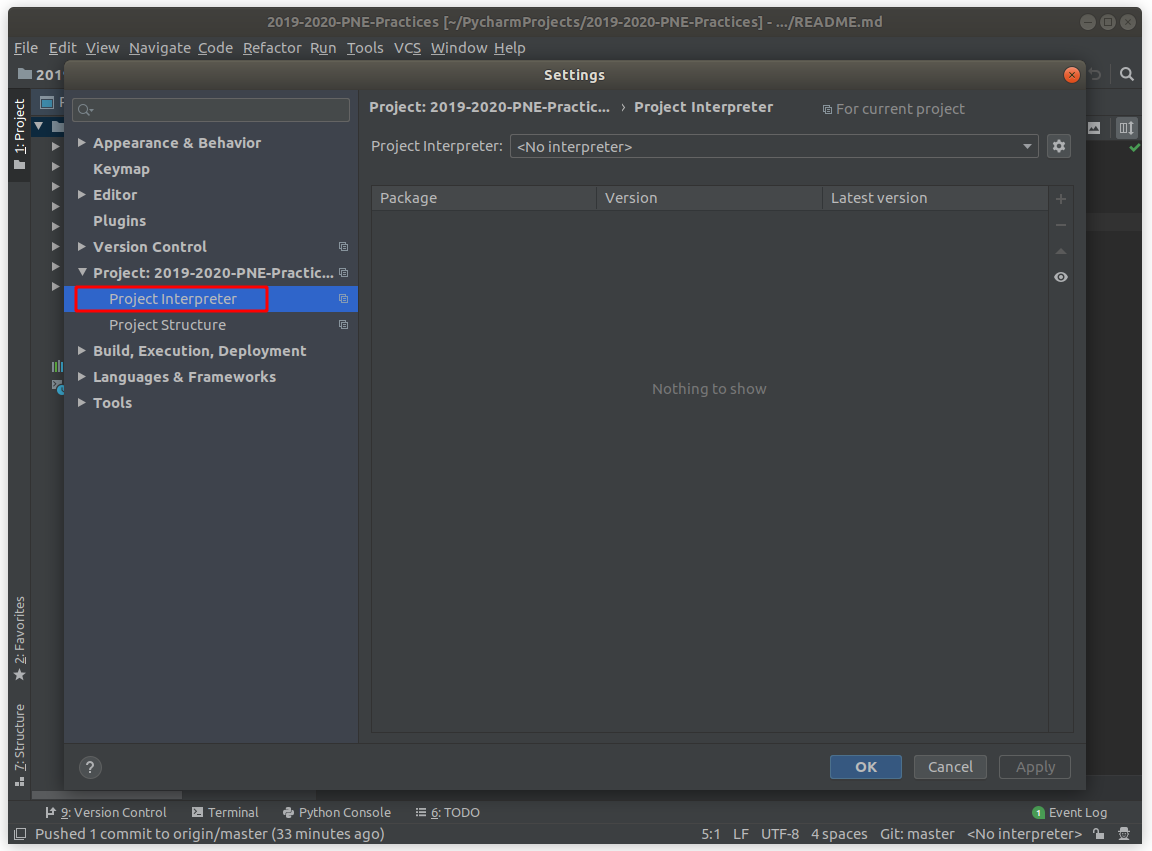 2019-2020-PNE-Practices [~/PycharmProjects/2019-2020-PNE-Practices] - .../README.md
File Edit View Navigate Code Refactor Run Tools VCS Window Help
201
Settings
1: Project
P
Project: 2019-2020-PNE-Practic... › Project Interpreter
For current project
Project Interpreter: <No interpreter>
Appearance & Behavior
Keymap
Editor
Plugins
Version Control
Project: 2019-2020-PNE-Practic...
Project Interpreter
Project Structure
Build, Execution, Deployment
Languages & Frameworks
Tools
Package Version Latest version
Nothing to show
2: Favorites
7: Structure
?
OK Cancel Apply
9: Version Control Terminal Python Console 6: TODO 1 Event Log
Pushed 1 commit to origin/master (33 minutes ago) 5:1 LF UTF-8 4 spaces Git: master <No interpreter>